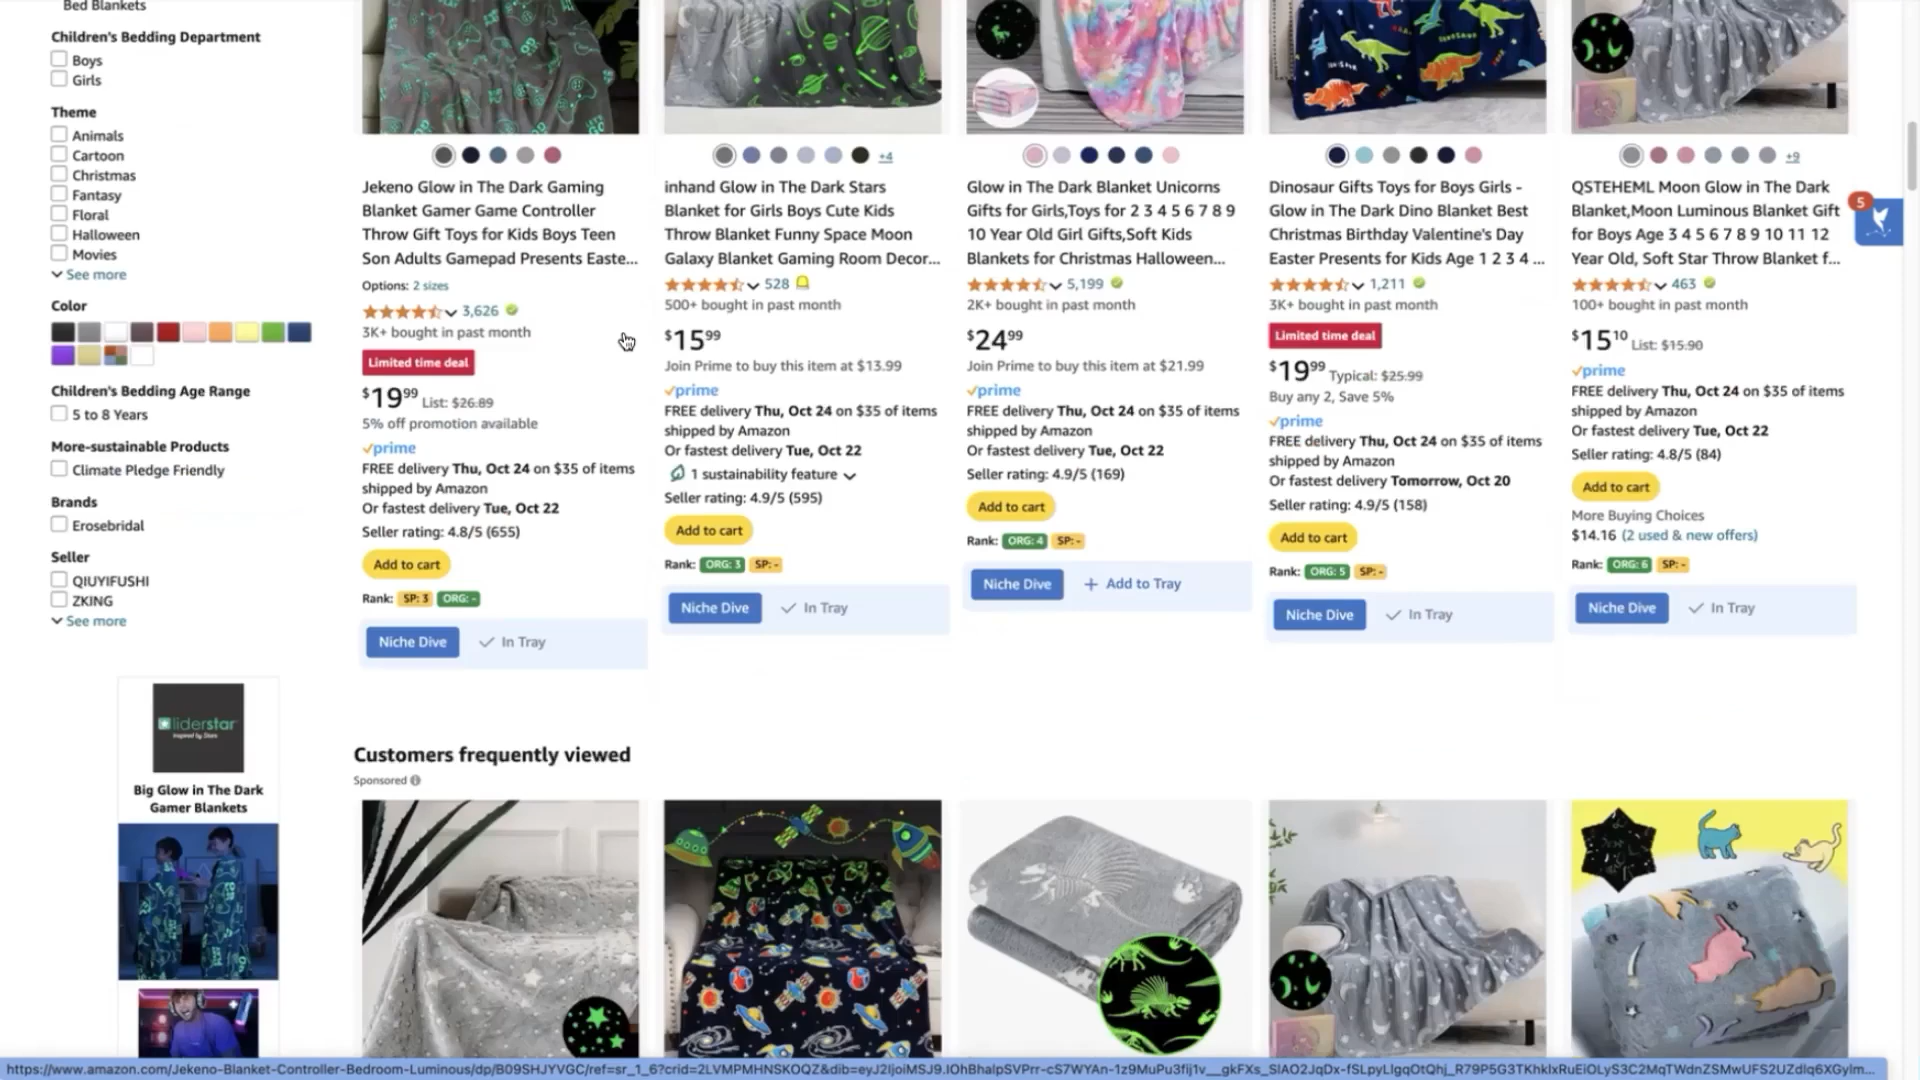 Bed Blankets
Children's Bedding Department
Boys
Girls
Theme
Animals
Cartoon
Christmas
Fantasy
Floral
Halloween
Movies
See more
Color
Children's Bedding Age Range
5 to 8 Years
More-sustainable Products
Climate Pledge Friendly
Brands
Erosebridal
Seller
QIUYIFUSHI
ZKING
See more
liderstar
Inspired by Stars
Big Glow in The Dark
Gamer Blankets
Jekeno Glow in The Dark Gaming
Blanket Gamer Game Controller
Throw Gift Toys for Kids Boys Teen
Son Adults Gamepad Presents Easte...
Options: 2 sizes
3,626
3K+ bought in past month
Limited time deal
$19.99 List: $26.89
5% off promotion available
prime
FREE delivery Thu, Oct 24 on $35 of items
shipped by Amazon
Or fastest delivery Tue, Oct 22
Seller rating: 4.8/5 (655)
Add to cart
Rank: SP: 3 ORG: -
Niche Dive In Tray
+4
inhand Glow in The Dark Stars
Blanket for Girls Boys Cute Kids
Throw Blanket Funny Space Moon
Galaxy Blanket Gaming Room Decor...
528
500+ bought in past month
$15.99
Join Prime to buy this item at $13.99
prime
FREE delivery Thu, Oct 24 on $35 of items
shipped by Amazon
Or fastest delivery Tue, Oct 22
1 sustainability feature
Seller rating: 4.9/5 (595)
Add to cart
Rank: ORG: 3 SP: -
Niche Dive In Tray
Glow in The Dark Blanket Unicorns
Gifts for Girls,Toys for 2 3 4 5 6 7 8 9
10 Year Old Girl Gifts,Soft Kids
Blankets for Christmas Halloween...
5,199
2K+ bought in past month
$24.99
Join Prime to buy this item at $21.99
prime
FREE delivery Thu, Oct 24 on $35 of items
shipped by Amazon
Or fastest delivery Tue, Oct 22
Seller rating: 4.9/5 (169)
Add to cart
Rank: ORG: 4 SP: -
Niche Dive + Add to Tray
Dinosaur Gifts Toys for Boys Girls -
Glow in The Dark Dino Blanket Best
Christmas Birthday Valentine's Day
Easter Presents for Kids Age 1 2 3 4 ...
1,211
3K+ bought in past month
Limited time deal
$19.99 Typical: $25.99
Buy any 2, Save 5%
prime
FREE delivery Thu, Oct 24 on $35 of items
shipped by Amazon
Or fastest delivery Tomorrow, Oct 20
Seller rating: 4.9/5 (158)
Add to cart
Rank: ORG: 5 SP: -
Niche Dive In Tray
+9
QSTEHEML Moon Glow in The Dark
Blanket,Moon Luminous Blanket Gift
for Boys Age 3 4 5 6 7 8 9 10 11 12
Year Old, Soft Star Throw Blanket f...
463
100+ bought in past month
$15.10 List: $15.90
prime
FREE delivery Thu, Oct 24 on $35 of items
shipped by Amazon
Or fastest delivery Tue, Oct 22
Seller rating: 4.8/5 (84)
Add to cart
More Buying Choices
$14.16 (2 used & new offers)
Rank: ORG: 6 SP: -
Niche Dive In Tray
5
Customers frequently viewed
Sponsored